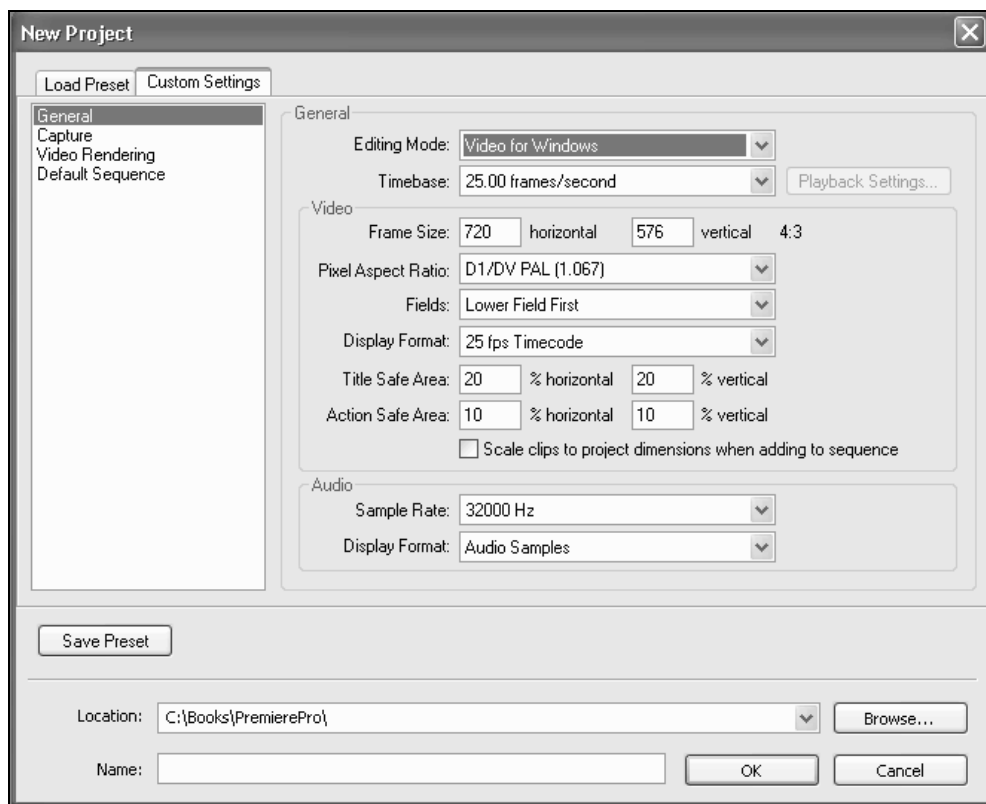 New Project
Load Preset Custom Settings
General
Capture
Video Rendering
Default Sequence
General
Editing Mode: Video for Windows
Timebase: 25.00 frames/second Playback Settings...
Video
Frame Size: 720 horizontal 576 vertical 4:3
Pixel Aspect Ratio: D1/DV PAL (1.067)
Fields: Lower Field First
Display Format: 25 fps Timecode
Title Safe Area: 20 % horizontal 20 % vertical
Action Safe Area: 10 % horizontal 10 % vertical
Scale clips to project dimensions when adding to sequence
Audio
Sample Rate: 32000 Hz
Display Format: Audio Samples
Save Preset
Location: C:\Books\PremierePro\ Browse...
Name: OK Cancel